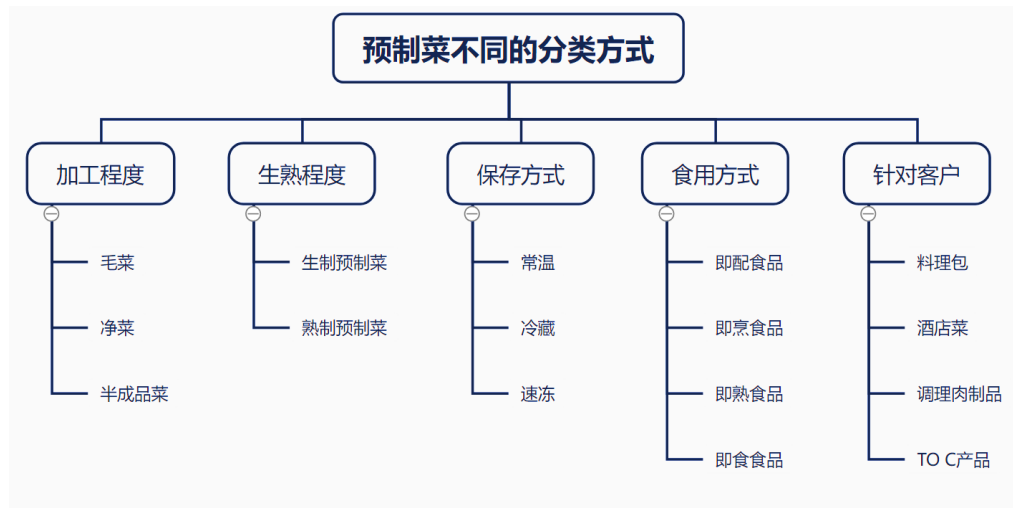 预制菜不同的分类方式
加工程度
毛菜
净菜
半成品菜
生熟程度
生制预制菜
熟制预制菜
保存方式
常温
冷藏
速冻
食用方式
即配食品
即烹食品
即熟食品
即食食品
针对客户
料理包
酒店菜
调理肉制品
TO C产品